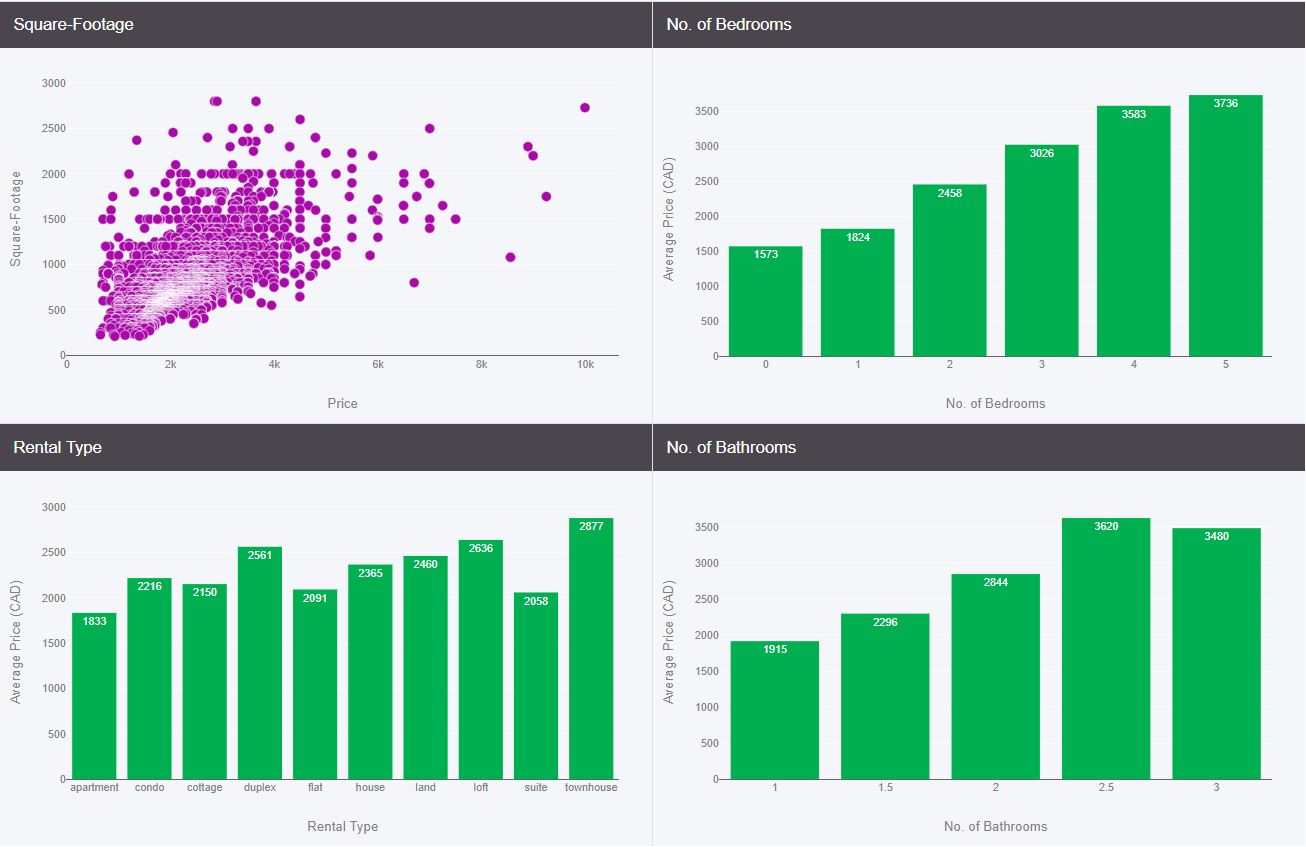 Square-Footage
3000
2500
2000
1500
1000
500
0
Square-Footage
0 2k 4k 6k 8k 10k
Price
No. of Bedrooms
3500
3000
2500
2000
1500
1000
500
0
Average Price (CAD)
1573 1824 2458 3026 3583 3736
0 1 2 3 4 5
No. of Bedrooms
Rental Type
3000
2500
2000
1500
1000
500
0
Average Price (CAD)
1833 2216 2150 2561 2091 2365 2460 2636 2058 2877
apartment condo cottage duplex flat house land loft suite townhouse
Rental Type
No. of Bathrooms
3500
3000
2500
2000
1500
1000
500
0
Average Price (CAD)
1915 2296 2844 3620 3480
1 1.5 2 2.5 3
No. of Bathrooms